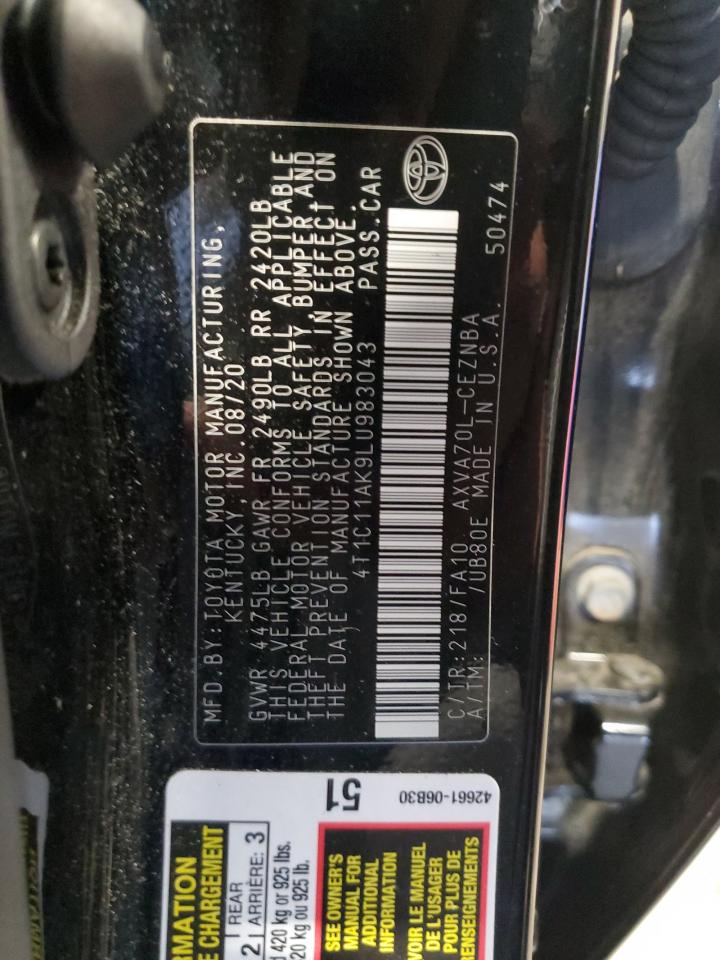 MFD.BY:TOYOTA MOTOR MANUFACTURING,
KENTUCKY,INC. 08/20
GVWR 4475LB GAWR FR 2490LB RR 2420LB
THIS VEHICLE CONFORMS TO ALL APPLICABLE
FEDERAL MOTOR VEHICLE SAFETY,BUMPER,AND
THEFT PREVENTION STANDARDS IN EFFECT ON
THE DATE OF MANUFACTURE SHOWN ABOVE.
4T1C11AK9LU983043 PASS.CAR
C/TR:218/FA10 AXVA70L-CEZNBA
A/TM: /UB80E MADE IN U.S.A. 50474
51
42661-06B30
RMATION
E CHARGEMENT
2 REAR
ARRIÈRE: 3
420 kg or 925 lbs.
20 kg ou 925 lb.
SEE OWNER'S
MANUAL FOR
ADDITIONAL
INFORMATION
VOIR LE MANUEL
DE L'USAGER
POUR PLUS DE
RENSEIGNEMENTS